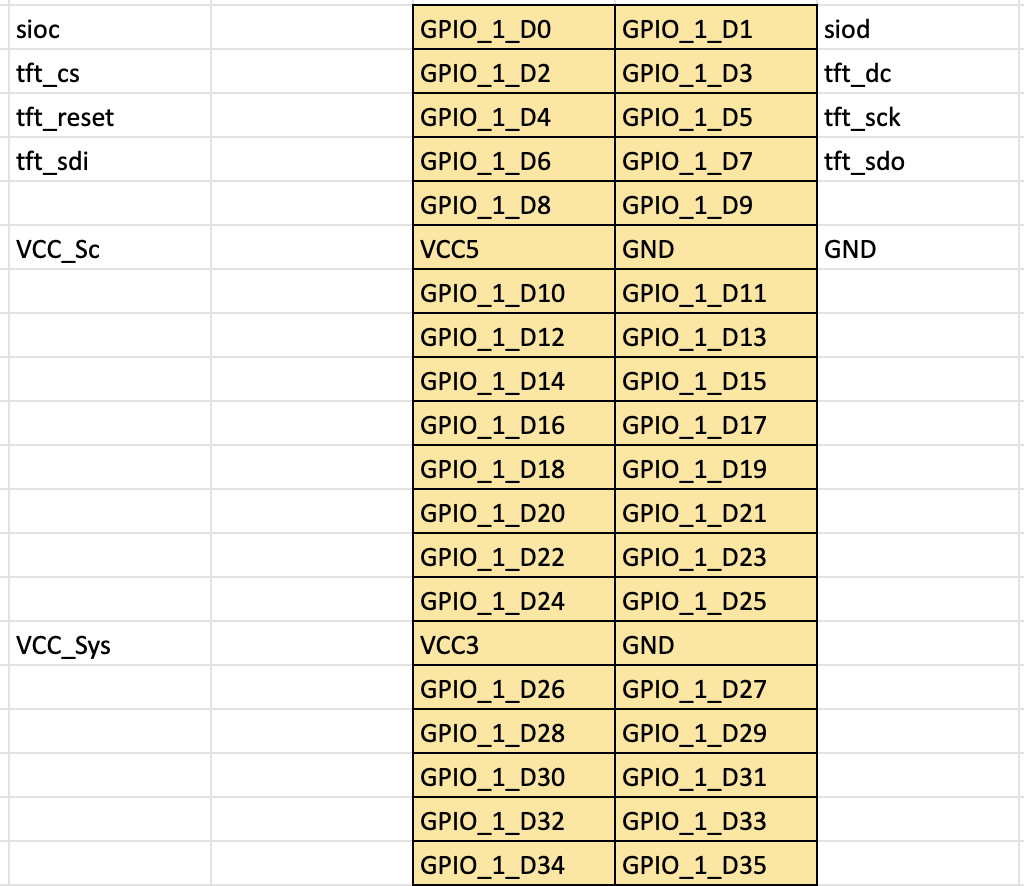 sioc GPIO_1_D0 GPIO_1_D1 siod
tft_cs GPIO_1_D2 GPIO_1_D3 tft_dc
tft_reset GPIO_1_D4 GPIO_1_D5 tft_sck
tft_sdi GPIO_1_D6 GPIO_1_D7 tft_sdo
GPIO_1_D8 GPIO_1_D9
VCC_Sc VCC5 GND GND
GPIO_1_D10 GPIO_1_D11
GPIO_1_D12 GPIO_1_D13
GPIO_1_D14 GPIO_1_D15
GPIO_1_D16 GPIO_1_D17
GPIO_1_D18 GPIO_1_D19
GPIO_1_D20 GPIO_1_D21
GPIO_1_D22 GPIO_1_D23
GPIO_1_D24 GPIO_1_D25
VCC_Sys VCC3 GND
GPIO_1_D26 GPIO_1_D27
GPIO_1_D28 GPIO_1_D29
GPIO_1_D30 GPIO_1_D31
GPIO_1_D32 GPIO_1_D33
GPIO_1_D34 GPIO_1_D35